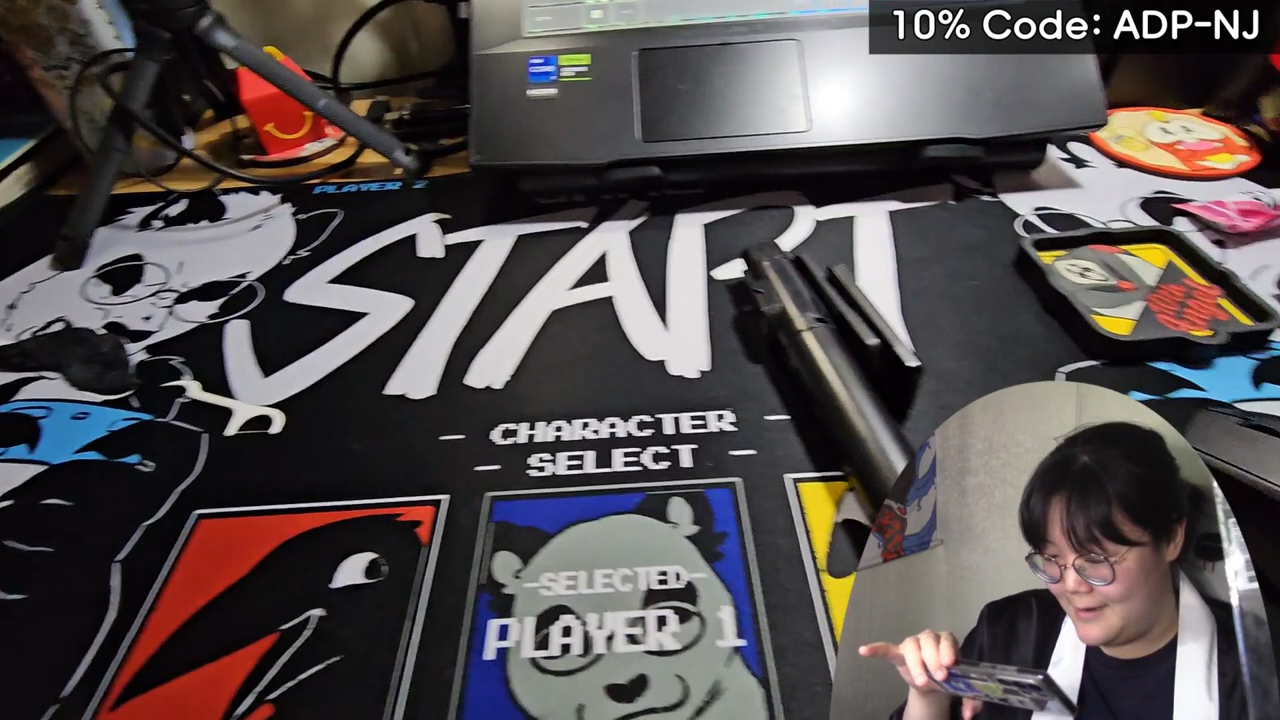 10% Code: ADP-NJ
PLAYER 2
START
- CHARACTER -
- SELECT -
-SELECTED-
PLAYER 1